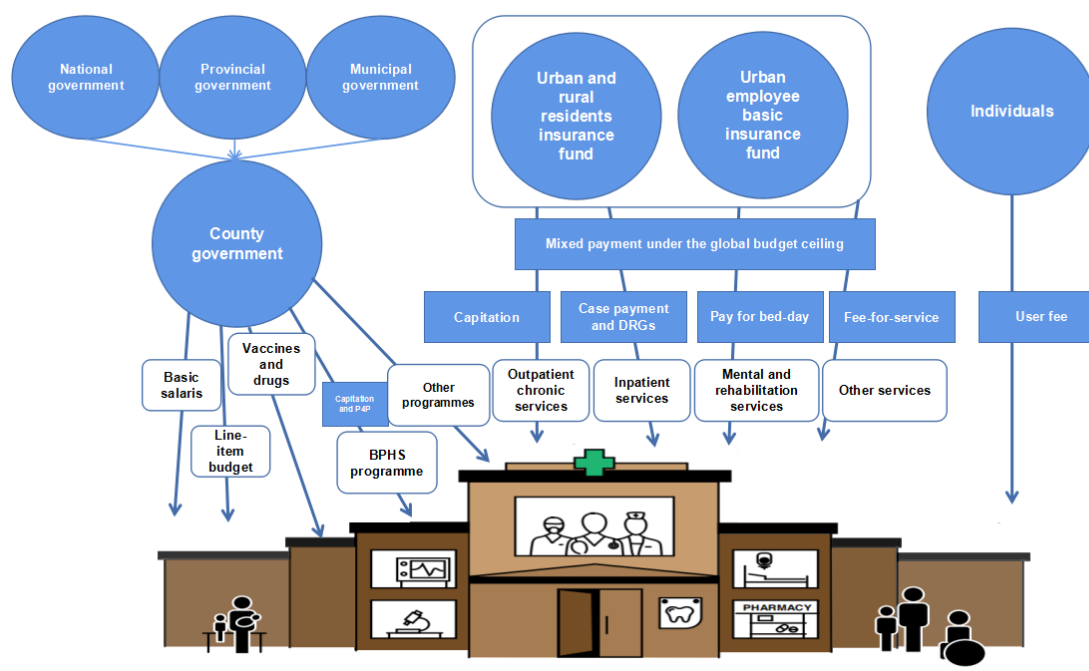 National
government
Provincial
government
Municipal
government
Urban and
rural
residents
insurance
fund
Urban
employee
basic
insurance
fund
Individuals
County
government
Mixed payment under the global budget ceiling
Capitation
Case payment
and DRGs
Pay for bed-day
Fee-for-service
User fee
Basic
salaris
Vaccines and
drugs
Line-
item
budget
Capitation
and P4P
BPHS
programme
Other
programmes
Outpatient
chronic
services
Inpatient
services
Mental and
rehabilitation
services
Other services
PHARMACY